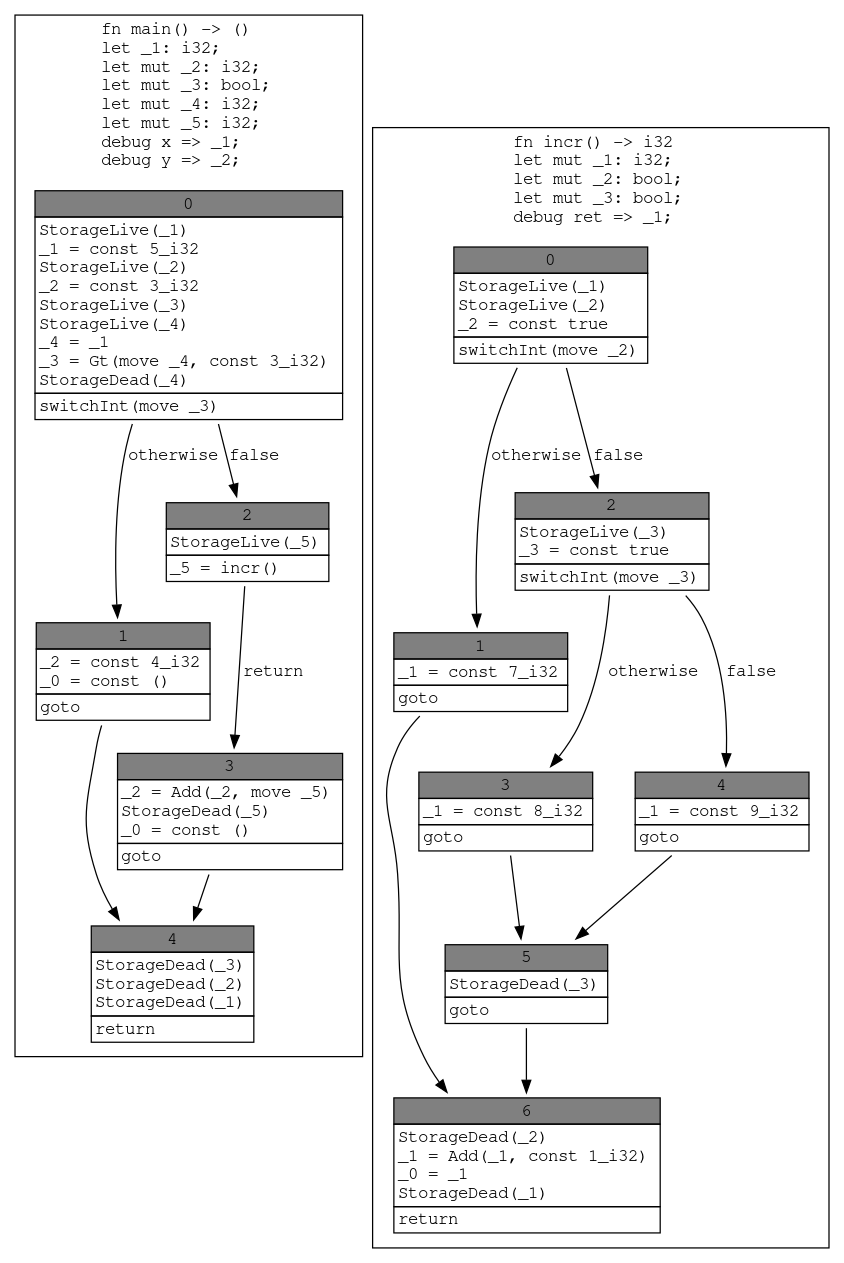 fn main() -> ()
let _1: i32;
let mut _2: i32;
let mut _3: bool;
let mut _4: i32;
let mut _5: i32;
debug x => _1;
debug y => _2;
0
StorageLive(_1)
_1 = const 5_i32
StorageLive(_2)
_2 = const 3_i32
StorageLive(_3)
StorageLive(_4)
_4 = _1
_3 = Gt(move _4, const 3_i32)
StorageDead(_4)
switchInt(move _3)
otherwise
false
2
StorageLive(_5)
_5 = incr()
1
_2 = const 4_i32
_0 = const ()
goto
return
3
_2 = Add(_2, move _5)
StorageDead(_5)
_0 = const ()
goto
4
StorageDead(_3)
StorageDead(_2)
StorageDead(_1)
return
fn incr() -> i32
let mut _1: i32;
let mut _2: bool;
let mut _3: bool;
debug ret => _1;
0
StorageLive(_1)
StorageLive(_2)
_2 = const true
switchInt(move _2)
otherwise
false
2
StorageLive(_3)
_3 = const true
switchInt(move _3)
1
_1 = const 7_i32
goto
otherwise
false
3
_1 = const 8_i32
goto
4
_1 = const 9_i32
goto
5
StorageDead(_3)
goto
6
StorageDead(_2)
_1 = Add(_1, const 1_i32)
_0 = _1
StorageDead(_1)
return